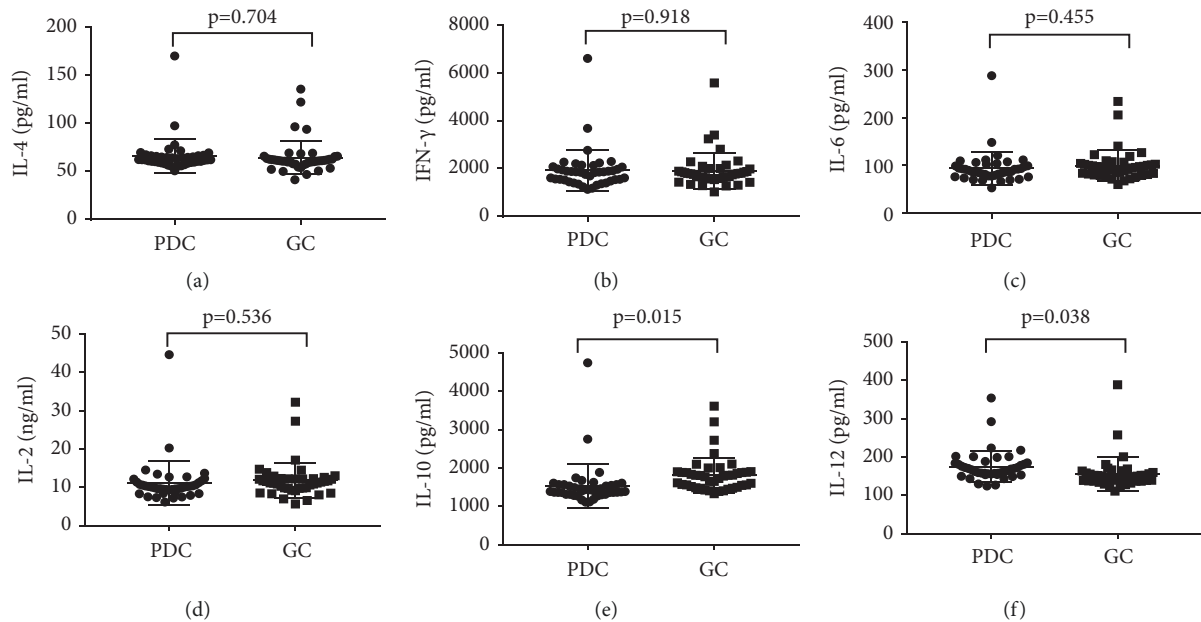 p=0.704
200
150
100
50
0
IL-4 (pg/ml)
PDC
GC
(a)
p=0.918
8000
6000
4000
2000
0
IFN-γ (pg/ml)
PDC
GC
(b)
p=0.455
400
300
200
100
0
IL-6 (pg/ml)
PDC
GC
(c)
p=0.536
50
40
30
20
10
0
IL-2 (ng/ml)
PDC
GC
(d)
p=0.015
5000
4000
3000
2000
1000
0
IL-10 (pg/ml)
PDC
GC
(e)
p=0.038
500
400
300
200
100
0
IL-12 (pg/ml)
PDC
GC
(f)